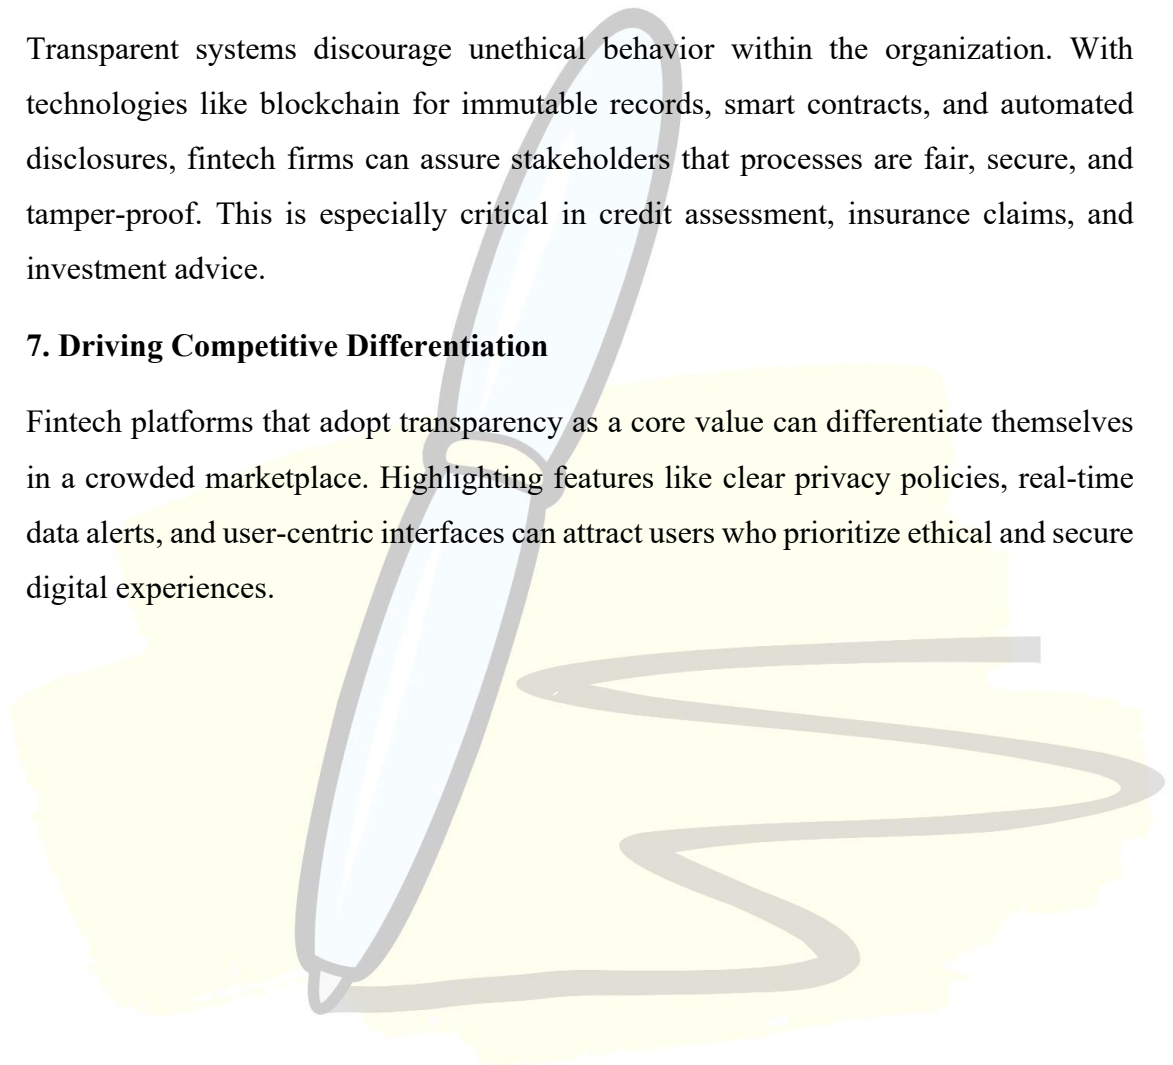 Transparent systems discourage unethical behavior within the organization. With
technologies like blockchain for immutable records, smart contracts, and automated
disclosures, fintech firms can assure stakeholders that processes are fair, secure, and
tamper-proof. This is especially critical in credit assessment, insurance claims, and
investment advice.
7. Driving Competitive Differentiation
Fintech platforms that adopt transparency as a core value can differentiate themselves
in a crowded marketplace. Highlighting features like clear privacy policies, real-time
data alerts, and user-centric interfaces can attract users who prioritize ethical and secure
digital experiences.